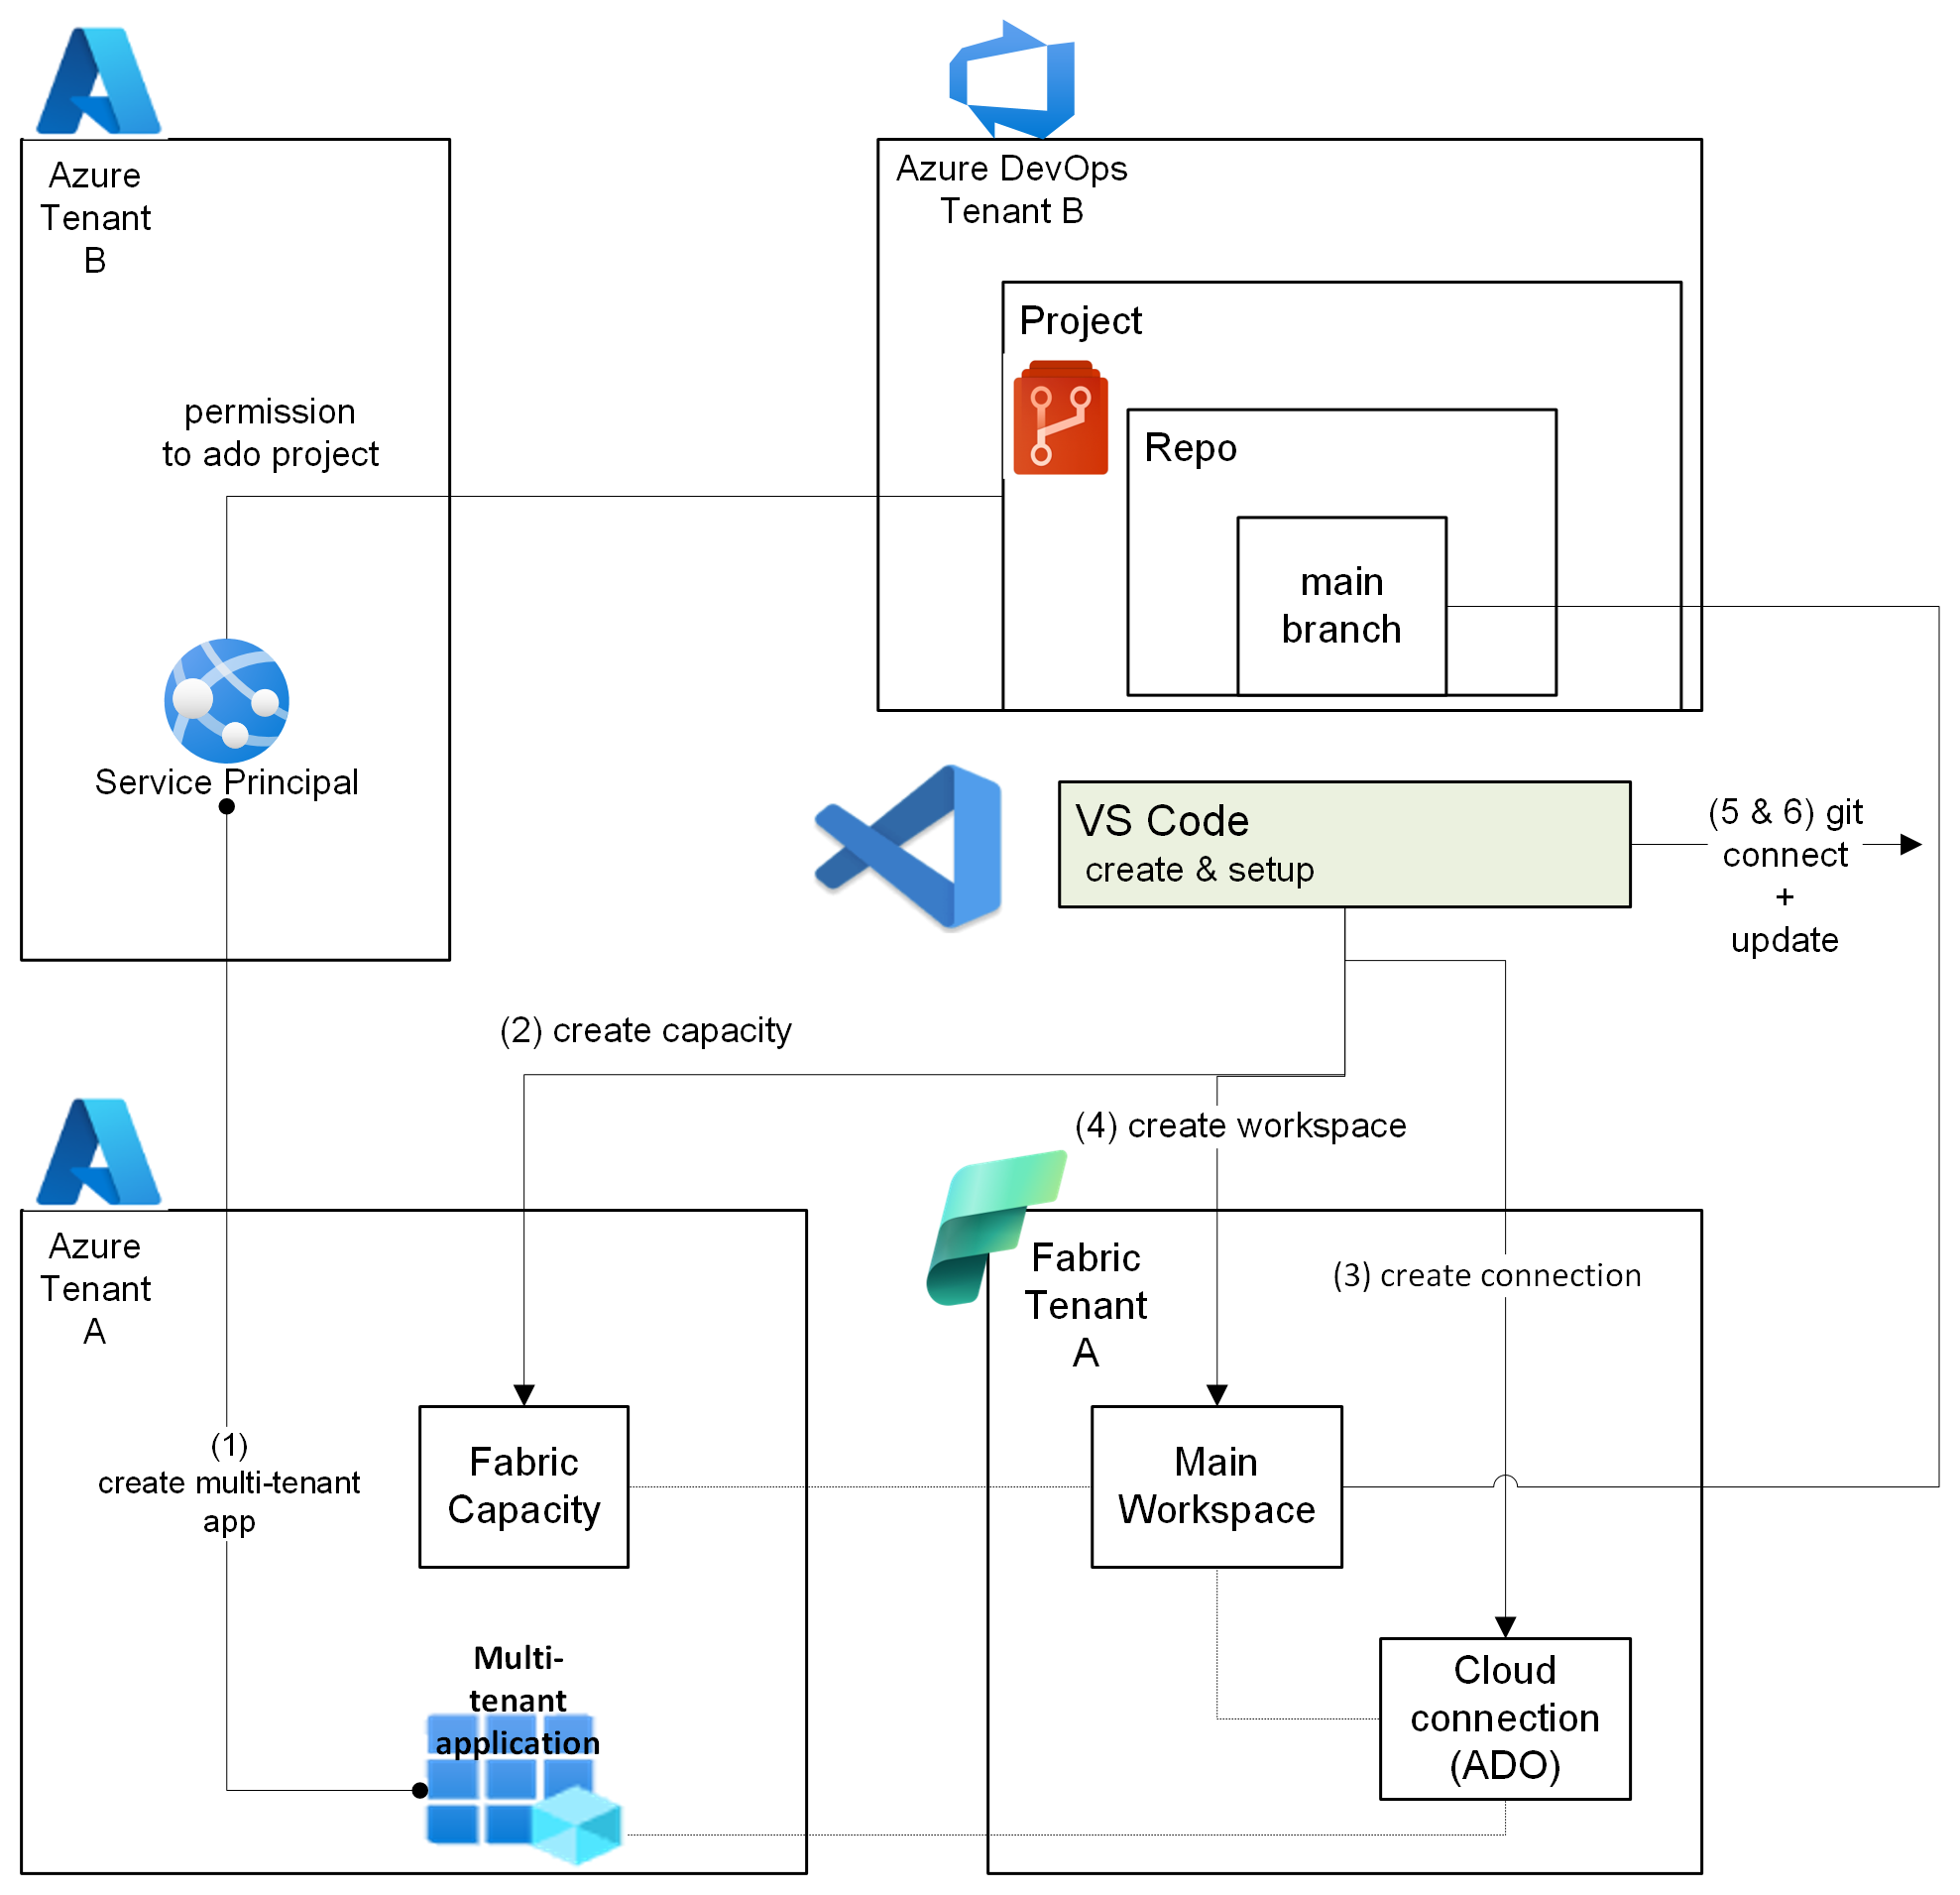 Azure
Tenant
B
Azure DevOps
Tenant B
Project
permission
to ado project
Repo
main
branch
Service Principal
VS Code
create & setup
(5 & 6) git
connect
+
update
(2) create capacity
(4) create workspace
Azure
Tenant
A
Fabric
Tenant
A
(3) create connection
(1)
create multi-tenant
app
Fabric
Capacity
Main
Workspace
Multi-
tenant
application
Cloud
connection
(ADO)